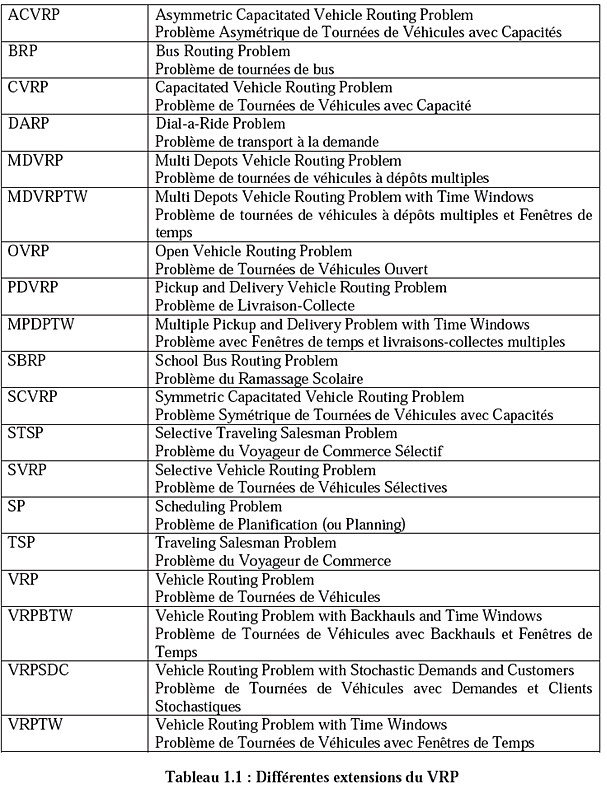 ACVRP Asymmetric Capacitated Vehicle Routing Problem
Problème Asymétrique de Tournées de Véhicules avec Capacités
BRP Bus Routing Problem
Problème de tournées de bus
CVRP Capacitated Vehicle Routing Problem
Problème de Tournées de Véhicules avec Capacité
DARP Dial-a-Ride Problem
Problème de transport à la demande
MDVRP Multi Depots Vehicle Routing Problem
Problème de tournées de véhicules à dépôts multiples
MDVRPTW Multi Depots Vehicle Routing Problem with Time Windows
Problème de tournées de véhicules à dépôts multiples et Fenêtres de
temps
OVRP Open Vehicle Routing Problem
Problème de Tournées de Véhicules Ouvert
PDVRP Pickup and Delivery Vehicle Routing Problem
Problème de Livraison-Collecte
MPDPTW Multiple Pickup and Delivery Problem with Time Windows
Problème avec Fenêtres de temps et livraisons-collectes multiples
SBRP School Bus Routing Problem
Problème du Ramassage Scolaire
SCVRP Symmetric Capacitated Vehicle Routing Problem
Problème Symétrique de Tournées de Véhicules avec Capacités
STSP Selective Traveling Salesman Problem
Problème du Voyageur de Commerce Sélectif
SVRP Selective Vehicle Routing Problem
Problème de Tournées de Véhicules Sélectives
SP Scheduling Problem
Problème de Planification (ou Planning)
TSP Traveling Salesman Problem
Problème du Voyageur de Commerce
VRP Vehicle Routing Problem
Problème de Tournées de Véhicules
VRPBTW Vehicle Routing Problem with Backhauls and Time Windows
Problème de Tournées de Véhicules avec Backhauls et Fenêtres de
Temps
VRPSDC Vehicle Routing Problem with Stochastic Demands and Customers
Problème de Tournées de Véhicules avec Demandes et Clients
Stochastiques
VRPTW Vehicle Routing Problem with Time Windows
Problème de Tournées de Véhicules avec Fenêtres de Temps
Tableau 1.1 : Différentes extensions du VRP